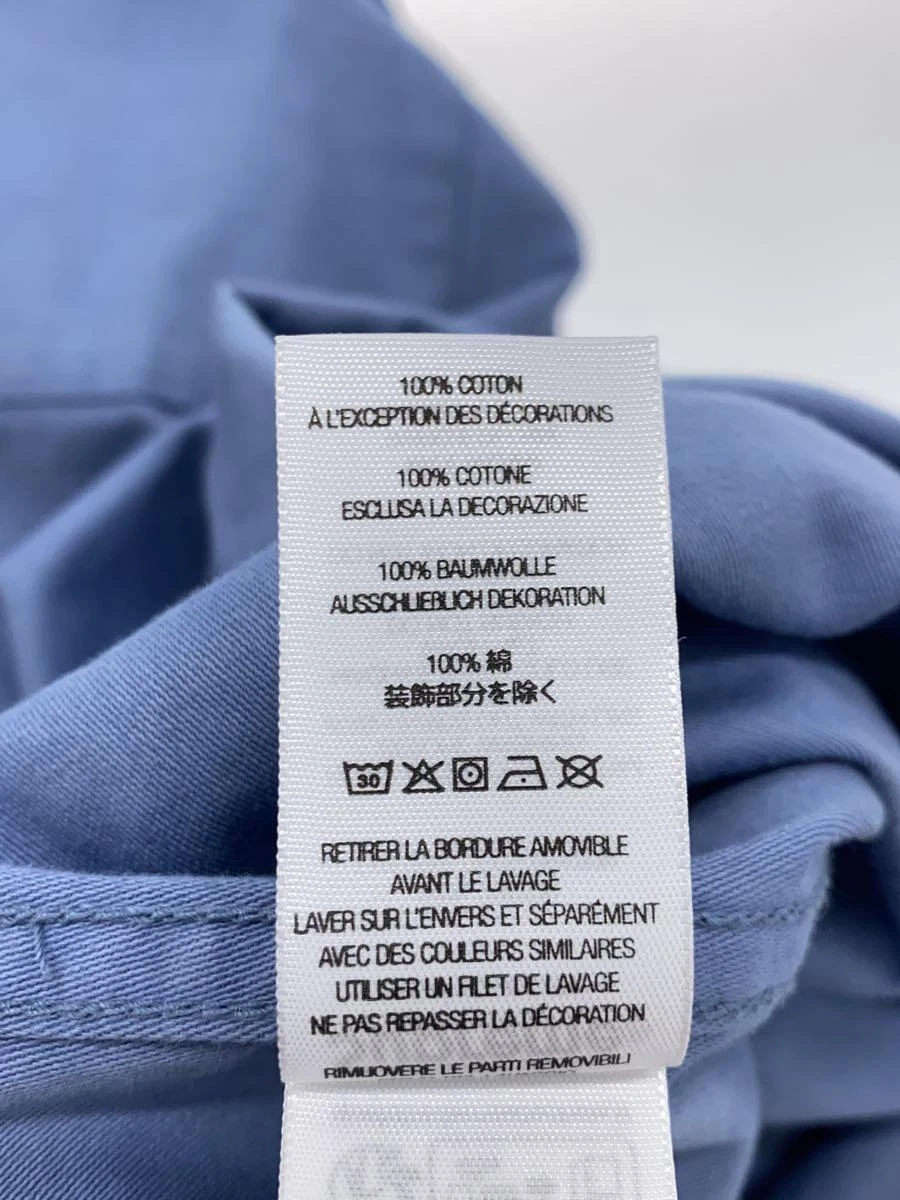 100% COTON
À L'EXCEPTION DES DÉCORATIONS
100% COTONE
ESCLUSA LA DECORAZIONE
100% BAUMWOLLE
AUSSCHLIEBLICH DEKORATION
100% 綿
装飾部分を除く
30
RETIRER LA BORDURE AMOVIBLE
AVANT LE LAVAGE
LAVER SUR L'ENVERS ET SÉPARÉMENT
AVEC DES COULEURS SIMILAIRES
UTILISER UN FILET DE LAVAGE
NE PAS REPASSER LA DÉCORATION
RIMUOVERE LE PARTI REMOVIBILI